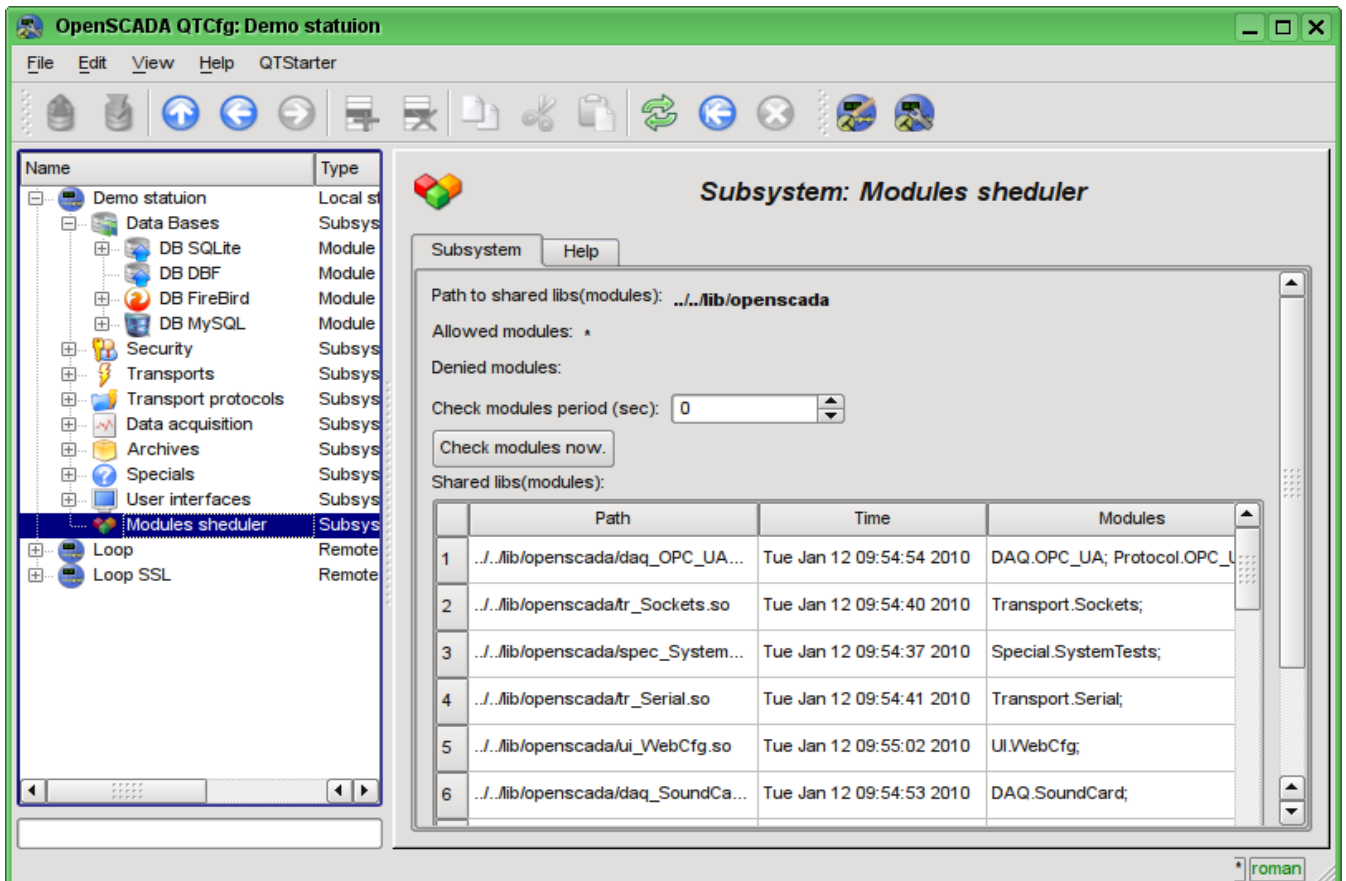 OpenSCADA QTCfg: Demo statuion
File Edit View Help QTStarter
Name Type
Demo statuion Local st
Data Bases Subsys
DB SQLite Module
DB DBF Module
DB FireBird Module
DB MySQL Module
Security Subsys
Transports Subsys
Transport protocols Subsys
Data acquisition Subsys
Archives Subsys
Specials Subsys
User interfaces Subsys
Modules sheduler Subsys
Loop Remote
Loop SSL Remote
Subsystem: Modules sheduler
Subsystem Help
Path to shared libs(modules): ../../lib/openscada
Allowed modules: *
Denied modules:
Check modules period (sec): 0
Check modules now.
Shared libs(modules):
Path Time Modules
1 ../../lib/openscada/daq_OPC_UA... Tue Jan 12 09:54:54 2010 DAQ.OPC_UA; Protocol.OPC_U
2 ../../lib/openscada/tr_Sockets.so Tue Jan 12 09:54:40 2010 Transport.Sockets;
3 ../../lib/openscada/spec_System... Tue Jan 12 09:54:37 2010 Special.SystemTests;
4 ../../lib/openscada/tr_Serial.so Tue Jan 12 09:54:41 2010 Transport.Serial;
5 ../../lib/openscada/ui_WebCfg.so Tue Jan 12 09:55:02 2010 UI.WebCfg;
6 ../../lib/openscada/daq_SoundCa... Tue Jan 12 09:54:53 2010 DAQ.SoundCard;
* roman